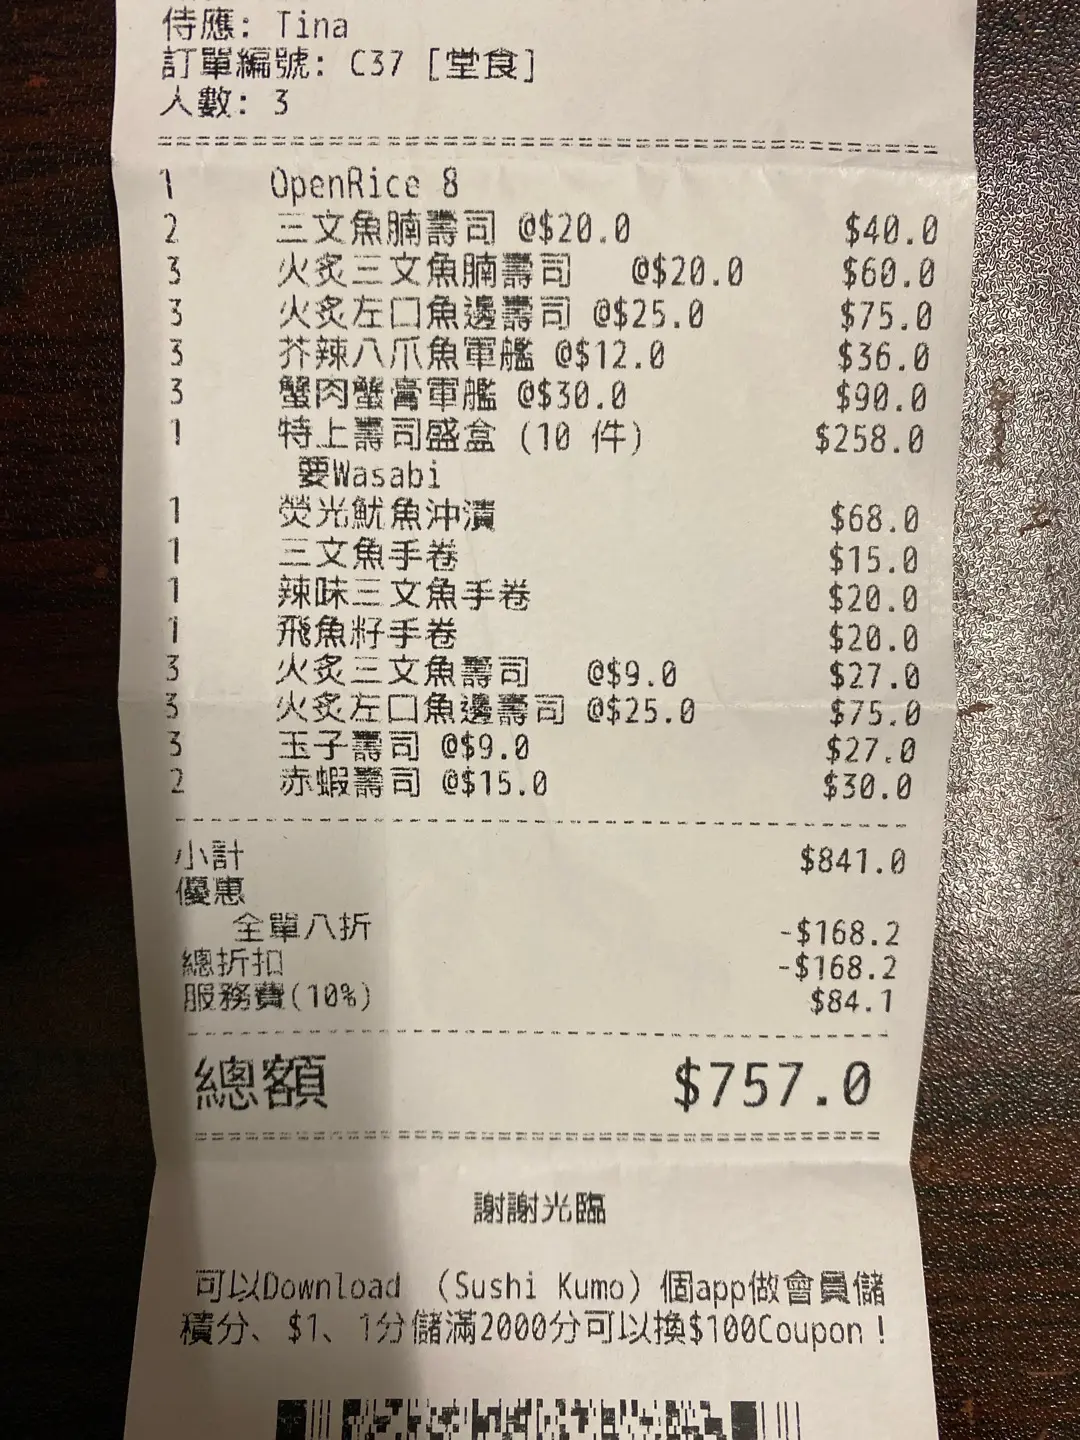 侍應: Tina
訂單編號: C37 [堂食]
人數: 3
1 OpenRice 8
2 三文魚腩壽司 @$20.0 $40.0
3 火炙三文魚腩壽司 @$20.0 $60.0
3 火炙左口魚邊壽司 @$25.0 $75.0
3 芥辣八爪魚軍艦 @$12.0 $36.0
3 蟹肉蟹膏軍艦 @$30.0 $90.0
1 特上壽司盛盒 (10 件) $258.0
要Wasabi
1 熒光魷魚沖漬 $68.0
1 三文魚手卷 $15.0
1 辣味三文魚手卷 $20.0
1 飛魚籽手卷 $20.0
3 火炙三文魚壽司 @$9.0 $27.0
3 火炙左口魚邊壽司 @$25.0 $75.0
3 玉子壽司 @$9.0 $27.0
2 赤蝦壽司 @$15.0 $30.0
小計 $841.0
優惠
全單八折 -$168.2
總折扣 -$168.2
服務費(10%) $84.1
總額 $757.0
謝謝光臨
可以Download （Sushi Kumo）個app做會員儲
積分、$1、1分儲滿2000分可以換$100Coupon！